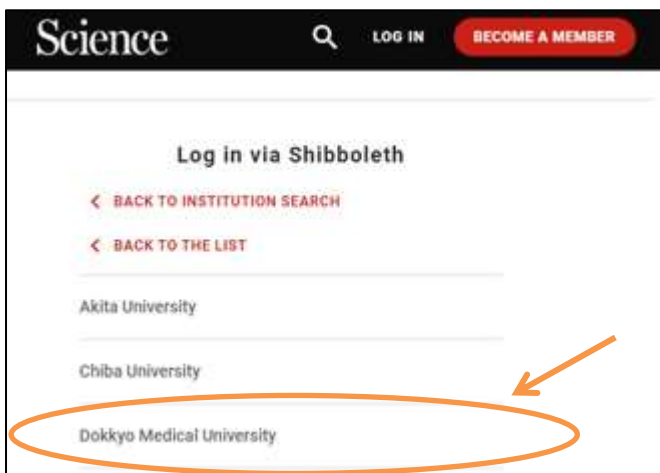 Science LOG IN BECOME A MEMBER
Log in via Shibboleth
BACK TO INSTITUTION SEARCH
BACK TO THE LIST
Akita University
Chiba University
Dokkyo Medical University